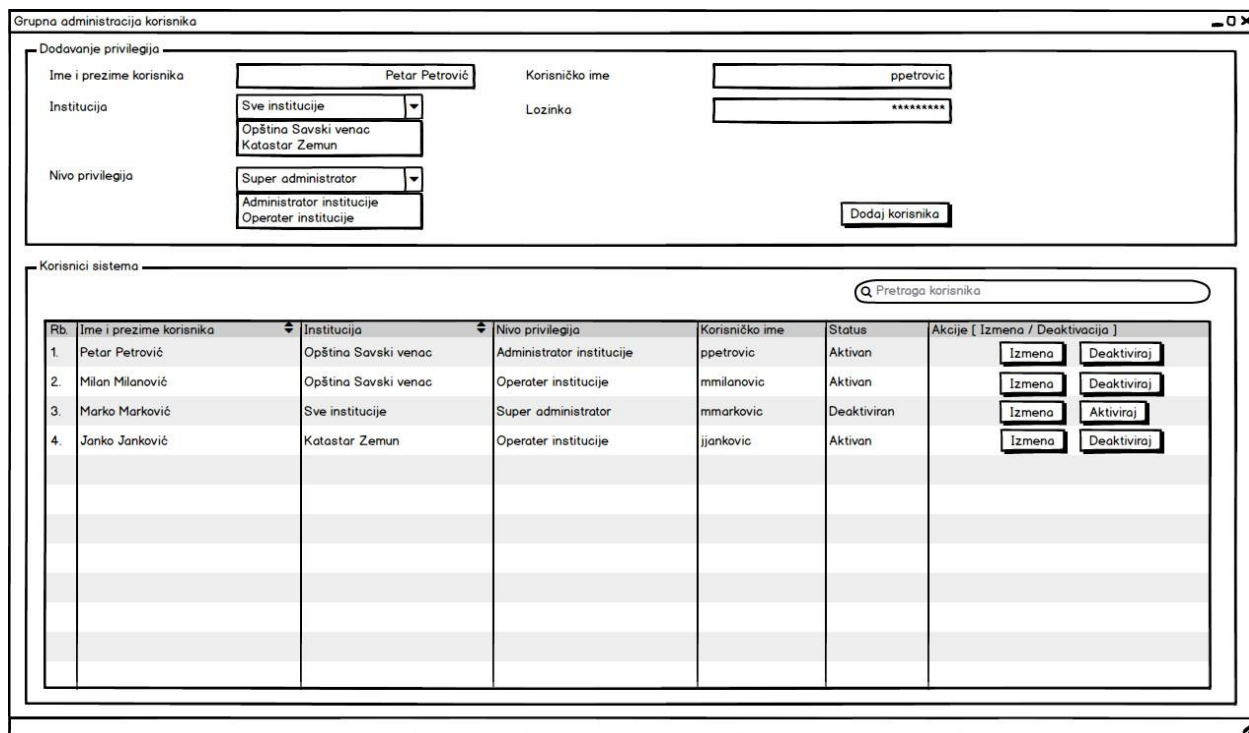 Grupna administracija korisnika
Dodavanje privilegija
Ime i prezime korisnika Petar Petrović Korisničko ime ppetrovic
Institucija Sve institucije Lozinka *********
Opština Savski venac
Katastar Zemun
Nivo privilegija Super administrator
Administrator institucije
Operater institucije
Dodaj korisnika
Korisnici sistema
Pretraga korisnika
Rb. Ime i prezime korisnika Institucija Nivo privilegija Korisničko ime Status Akcije [ Izmena / Deaktivacija ]
1. Petar Petrović Opština Savski venac Administrator institucije ppetrovic Aktivan Izmena Deaktiviraj
2. Milan Milanović Opština Savski venac Operater institucije mmilanovic Aktivan Izmena Deaktiviraj
3. Marko Marković Sve institucije Super administrator mmarkovic Deaktiviran Izmena Aktiviraj
4. Janko Janković Katastar Zemun Operater institucije jjankovic Aktivan Izmena Deaktiviraj